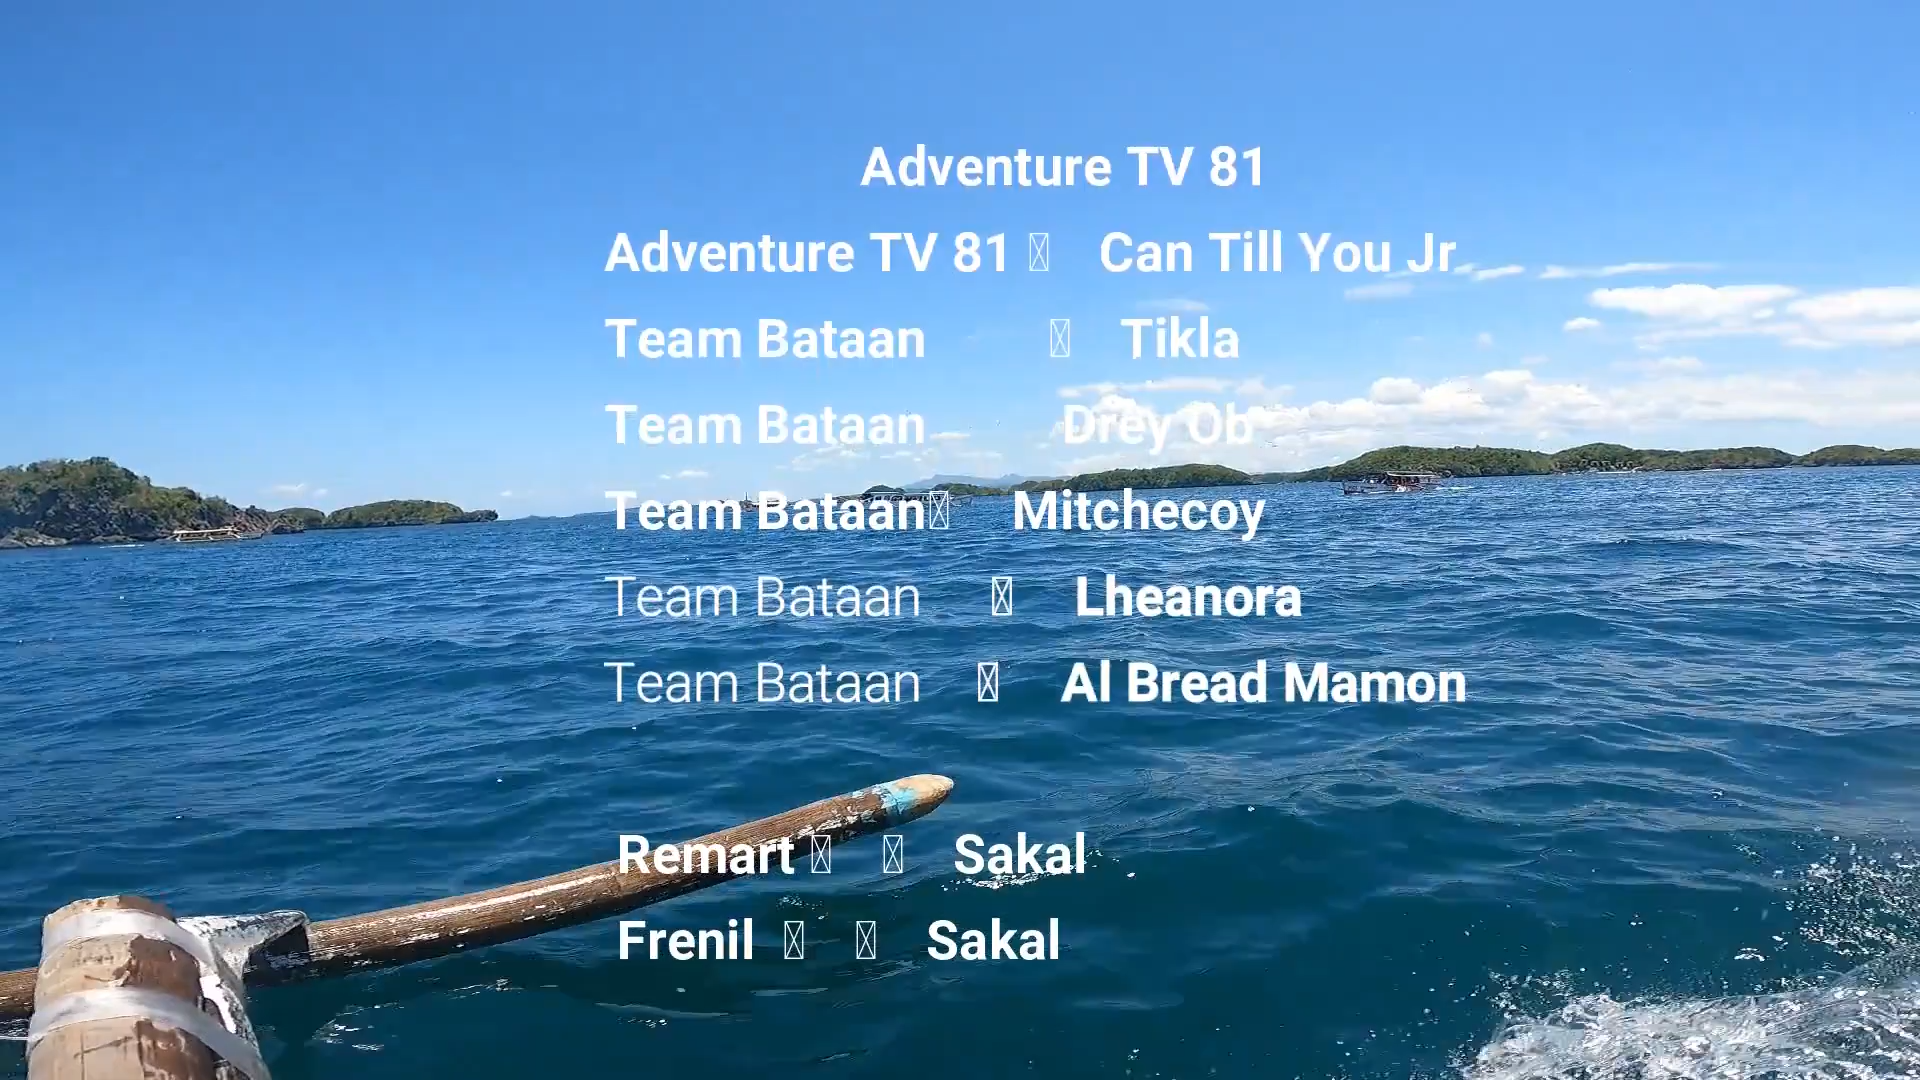 Adventure TV 81
Adventure TV 81 Can Till You Jr
Team Bataan Tikla
Team Bataan Drey Ob
Team Bataan Mitchecoy
Team Bataan Lheanora
Team Bataan Al Bread Mamon
Remart Sakal
Frenil Sakal